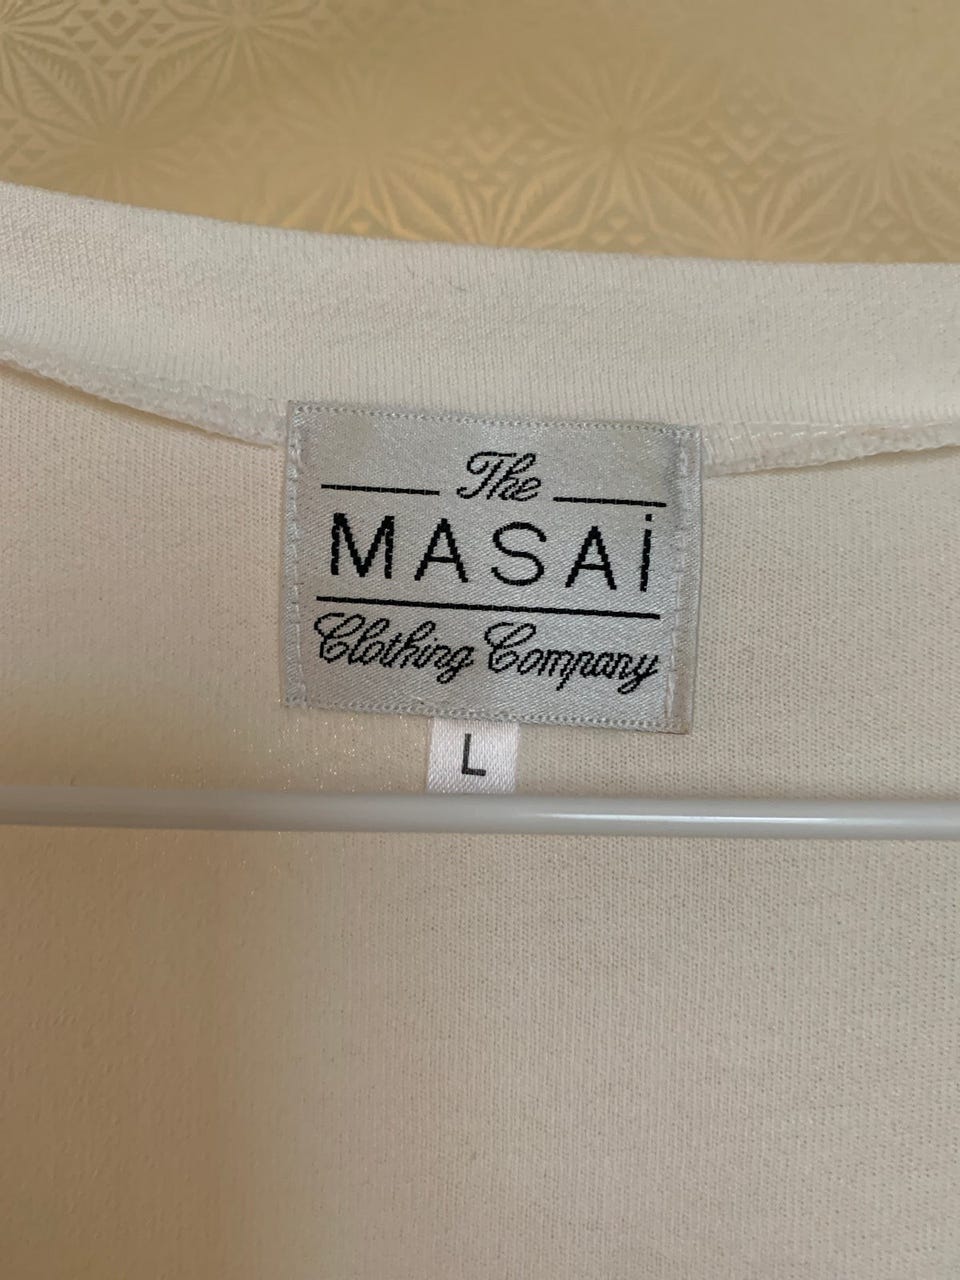 The
MASAi
Clothing Company
L